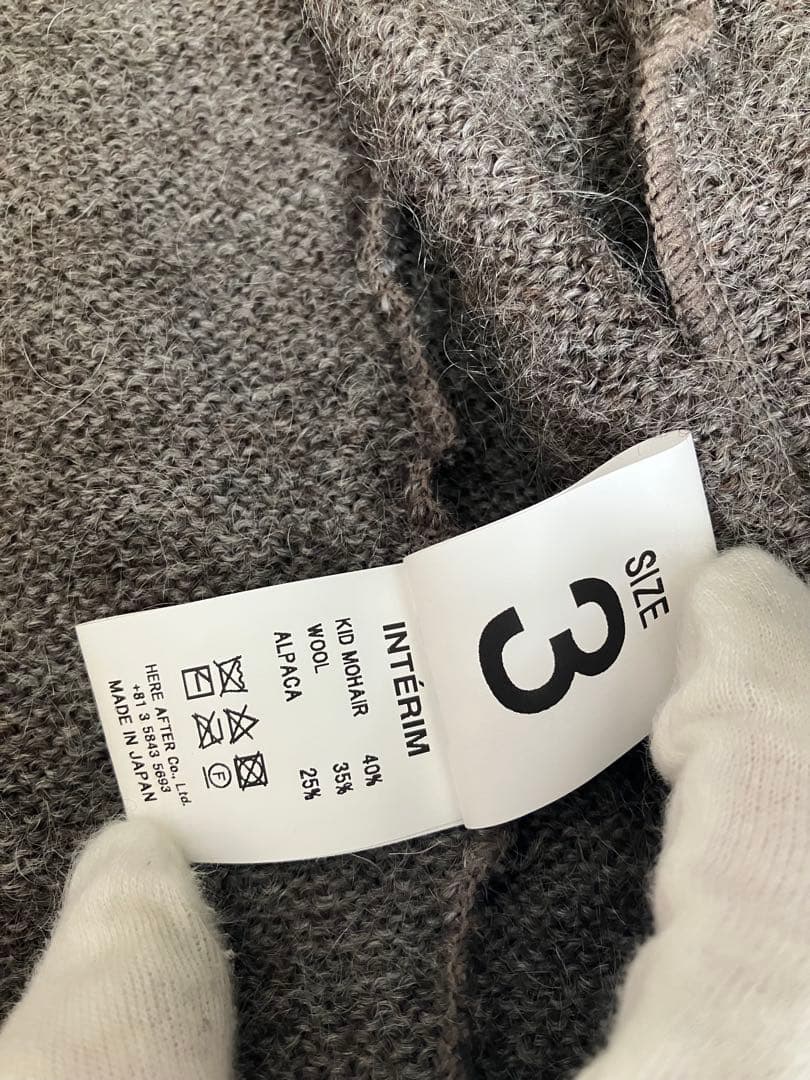 SIZE
3
INTÉRIM
KID MOHAIR 40%
WOOL 35%
ALPACA 25%
F
HERE AFTER Co., Ltd.
+81 3 5843 5693
MADE IN JAPAN